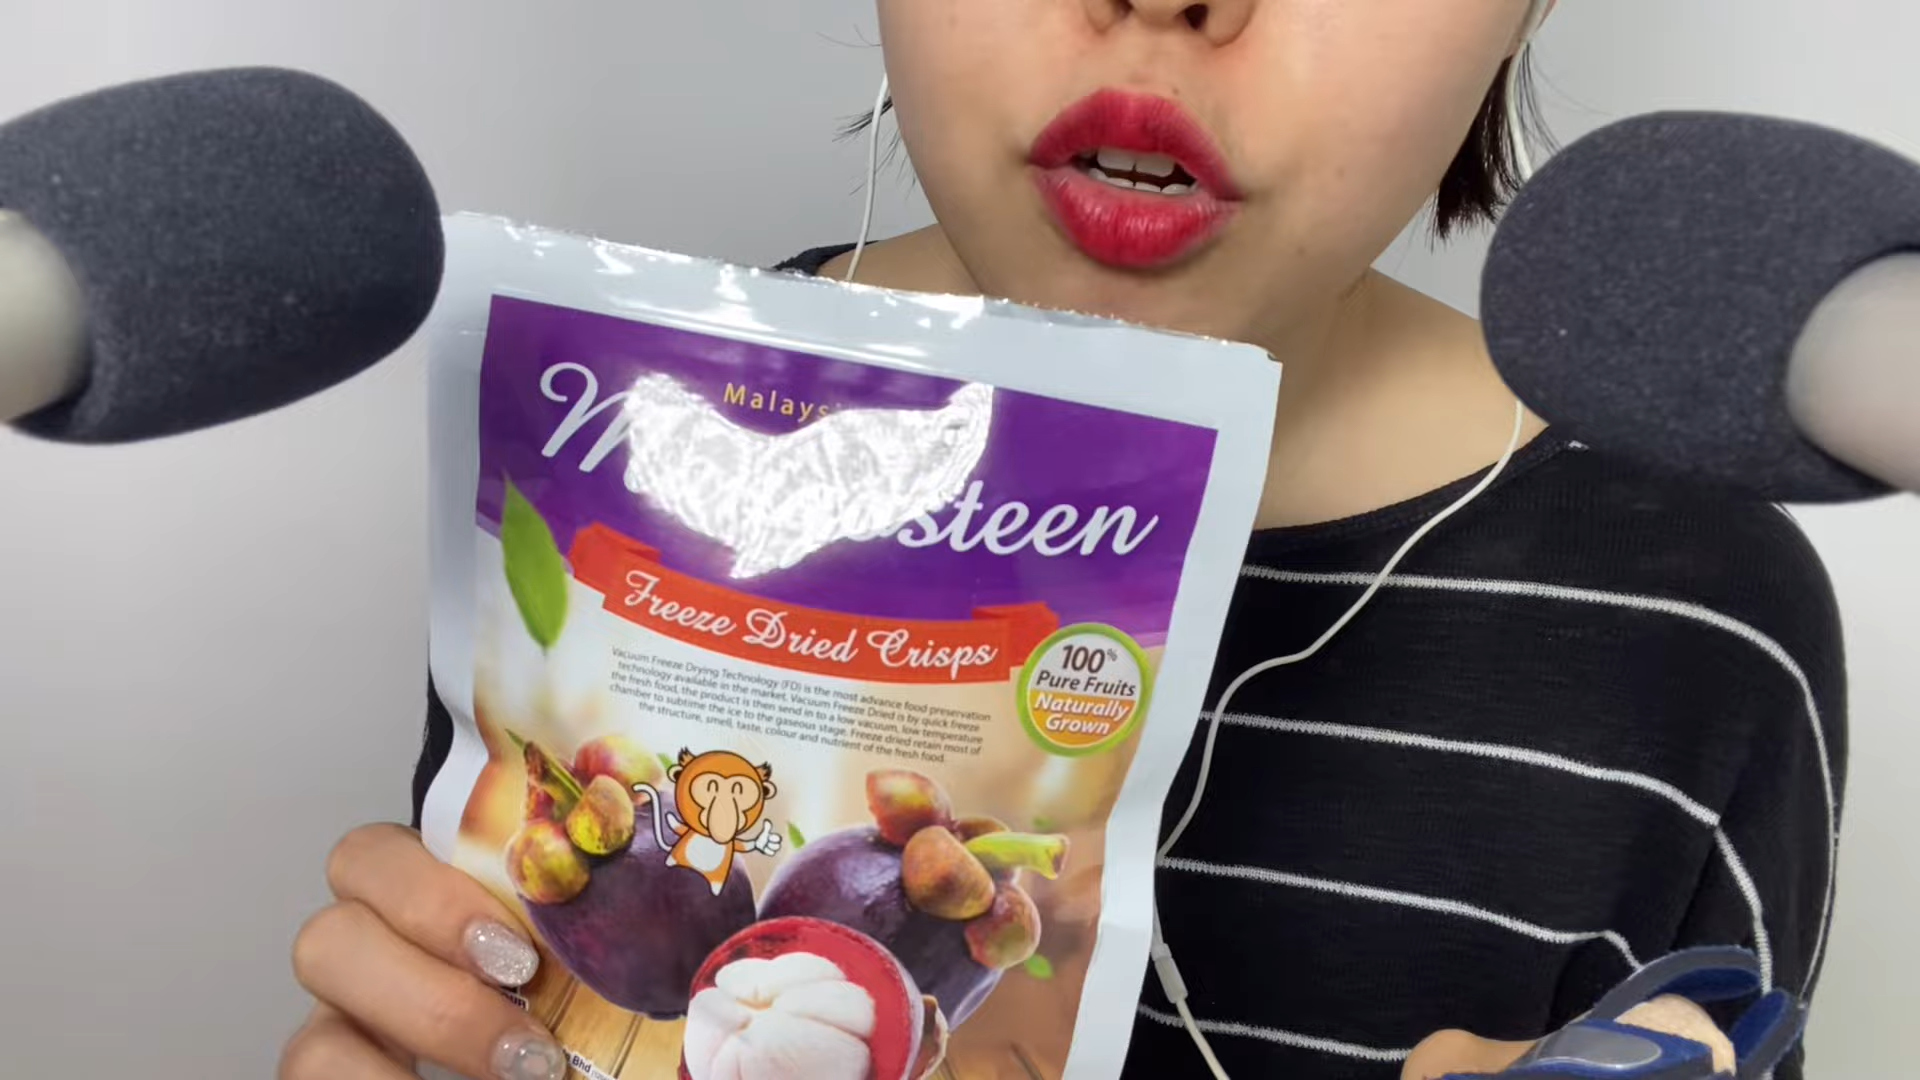 Malays
M steen
Freeze Dried Crisps
Vacuum Freeze Drying Technology (FD) is the most advance food preservation
technology available in the market. Vacuum Freeze Dried is by quick freeze
the fresh food, the product is then send in to a low vacuum, low temperature
chamber to subtime the ice to the gaseous stage. Freeze dried retain most of
the structure, smell, taste, colour and nutrient of the fresh food.
100%
Pure Fruits
Naturally
Grown
Bhd